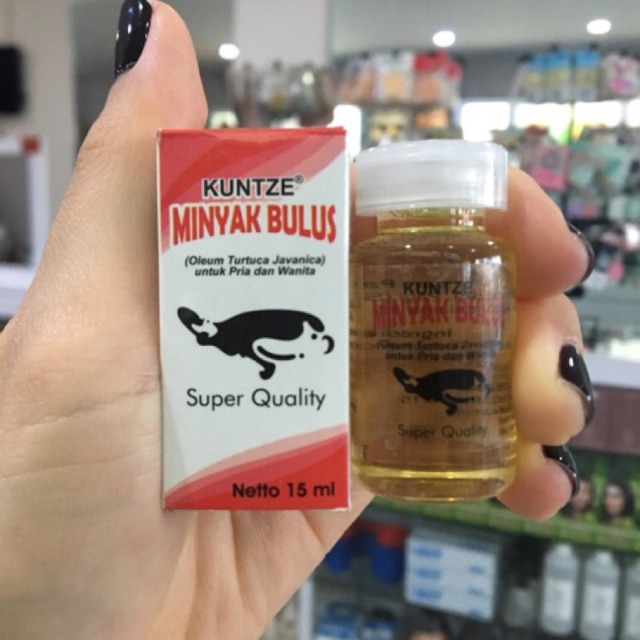 KUNTZE®
MINYAK BULUS
(Oleum Turtuca Javanica)
untuk Pria dan Wanita
Super Quality
Netto 15 ml
KUNTZE
MINYAK BULUS
(Oleum Turtuca Javanica)
untuk Pria dan Wanita
Super Quality